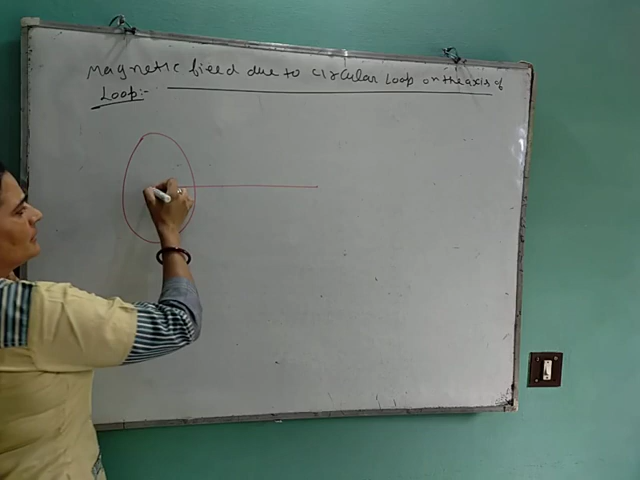 Magnetic field due to circular Loop on the axis of
Loop:-